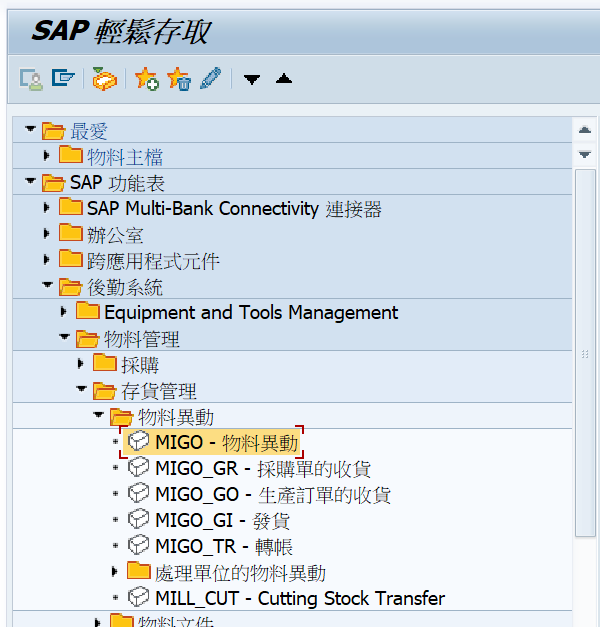 SAP 輕鬆存取
最愛
物料主檔
SAP 功能表
SAP Multi-Bank Connectivity 連接器
辦公室
跨應用程式元件
後勤系統
Equipment and Tools Management
物料管理
採購
存貨管理
物料異動
MIGO - 物料異動
MIGO_GR - 採購單的收貨
MIGO_GO - 生產訂單的收貨
MIGO_GI - 發貨
MIGO_TR - 轉帳
處理單位的物料異動
MILL_CUT - Cutting Stock Transfer
物料文件